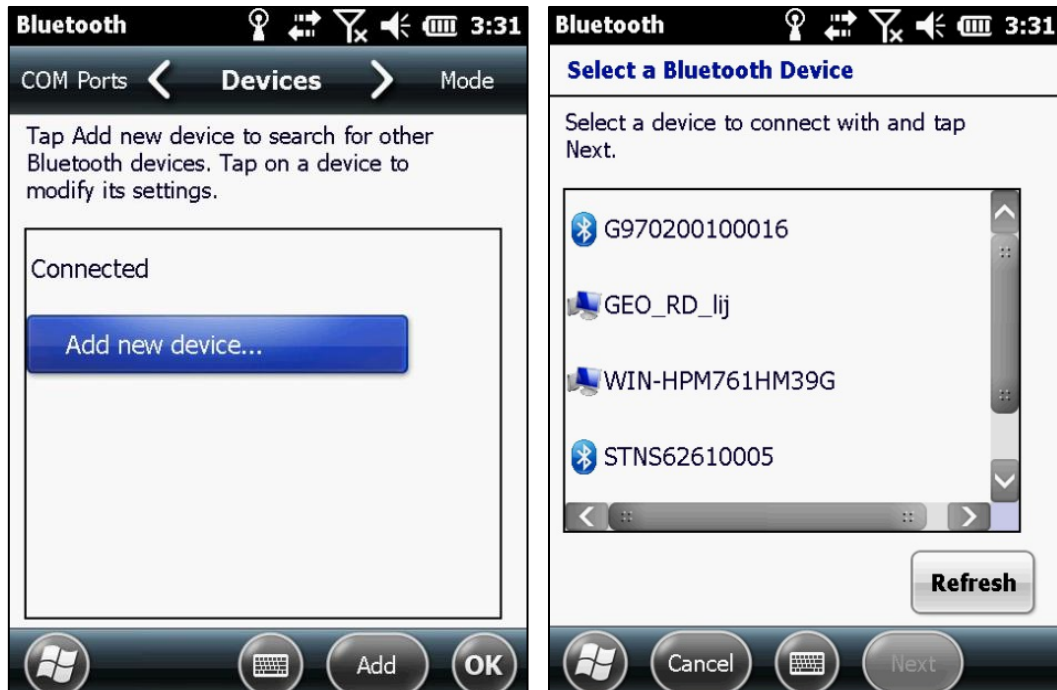 Bluetooth 3:31
COM Ports Devices Mode
Tap Add new device to search for other
Bluetooth devices. Tap on a device to
modify its settings.
Connected
Add new device...
Add OK
Bluetooth 3:31
Select a Bluetooth Device
Select a device to connect with and tap
Next.
G970200100016
GEO_RD_lij
WIN-HPM761HM39G
STNS62610005
Refresh
Cancel Next